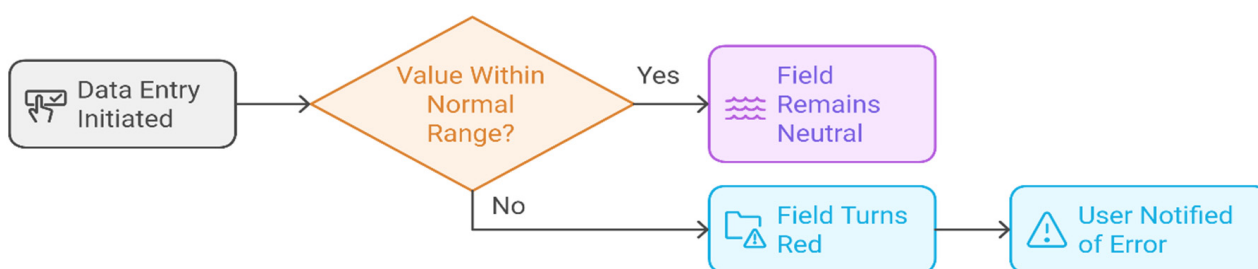 Data Entry
Initiated
Value Within
Normal
Range?
Yes
Field
Remains
Neutral
No
Field Turns
Red
User Notified
of Error